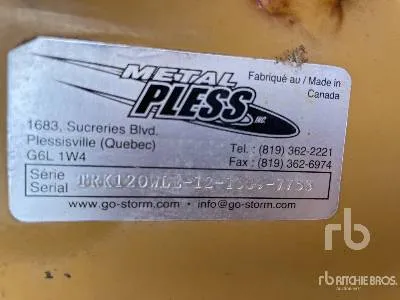 METAL
PLESS INC.
Fabriqué au / Made in
Canada
1683, Sucreries Blvd.
Plessisville (Quebec)
G6L 1W4
Tel. : (819) 362-2221
Fax : (819) 362-6974
Série
Serial
www.go-storm.com • info@go-storm.com
rb
rb RITCHIE BROS.